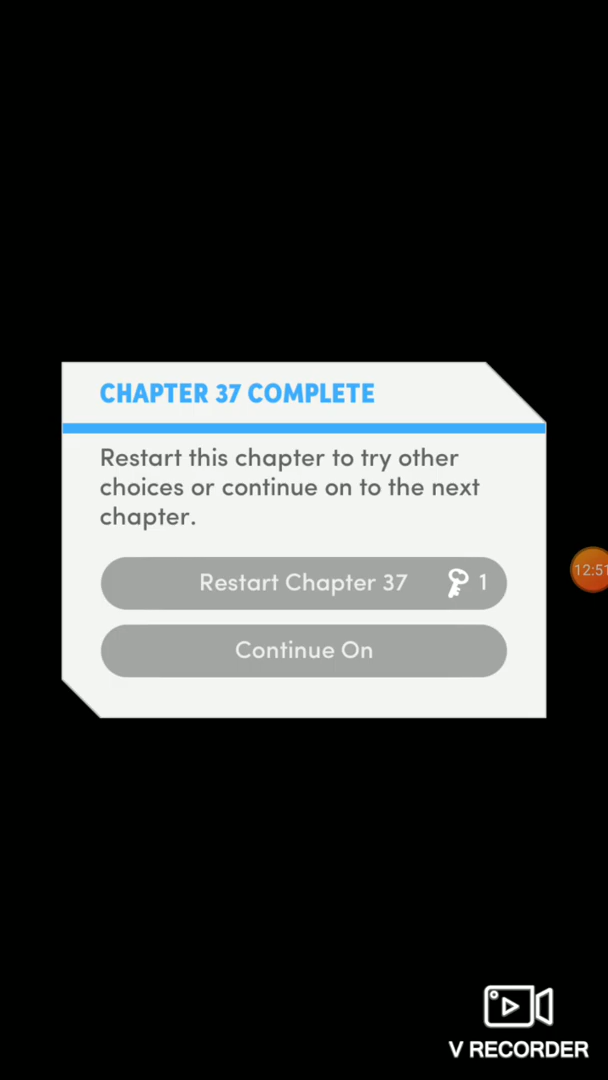 CHAPTER 37 COMPLETE
Restart this chapter to try other
choices or continue on to the next
chapter.
Restart Chapter 37 1
Continue On
12:51
V RECORDER